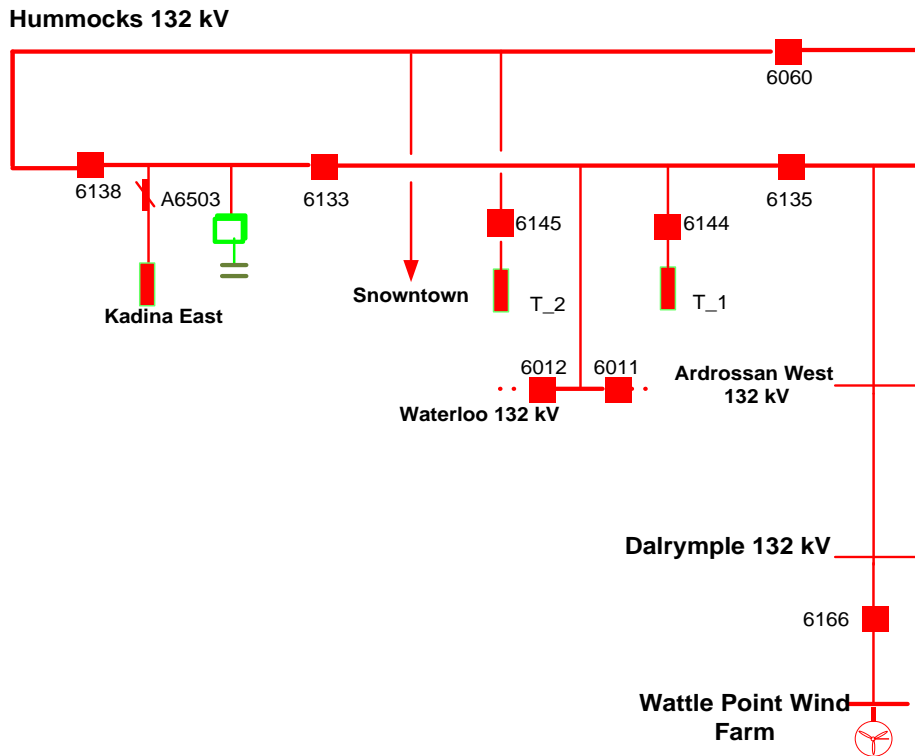 Hummocks 132 kV
6060
6138
A6503
6133
6135
6145
6144
Snowntown
T_2
T_1
Kadina East
6012
6011
Ardrossan West
132 kV
Waterloo 132 kV
Dalrymple 132 kV
6166
Wattle Point Wind
Farm